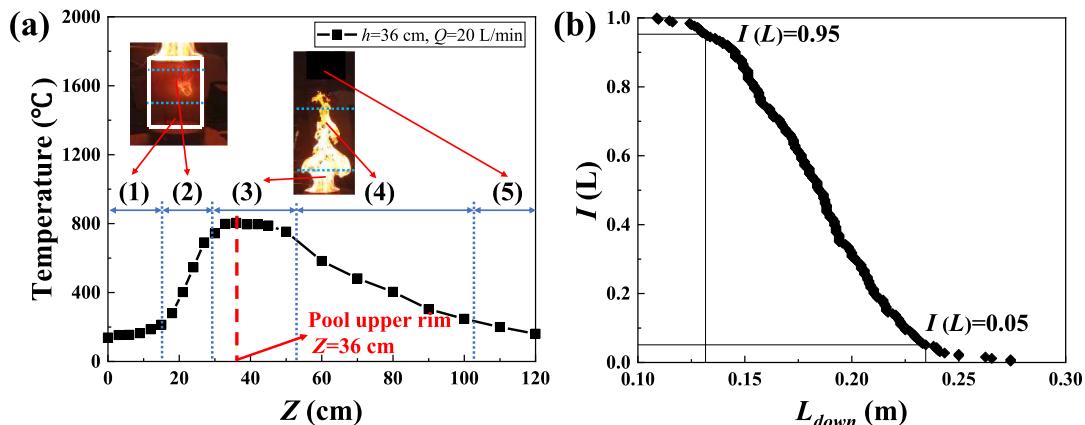 (a)
h=36 cm, Q=20 L/min
2000
1600
1200
800
400
0
Temperature (℃)
(1)
(2)
(3)
(4)
(5)
Pool upper rim
Z=36 cm
0
20
40
60
80
100
120
Z (cm)
(b)
1.0
0.8
0.6
0.4
0.2
0.0
I (L)
I (L)=0.95
I (L)=0.05
0.10
0.15
0.20
0.25
0.30
L_down (m)